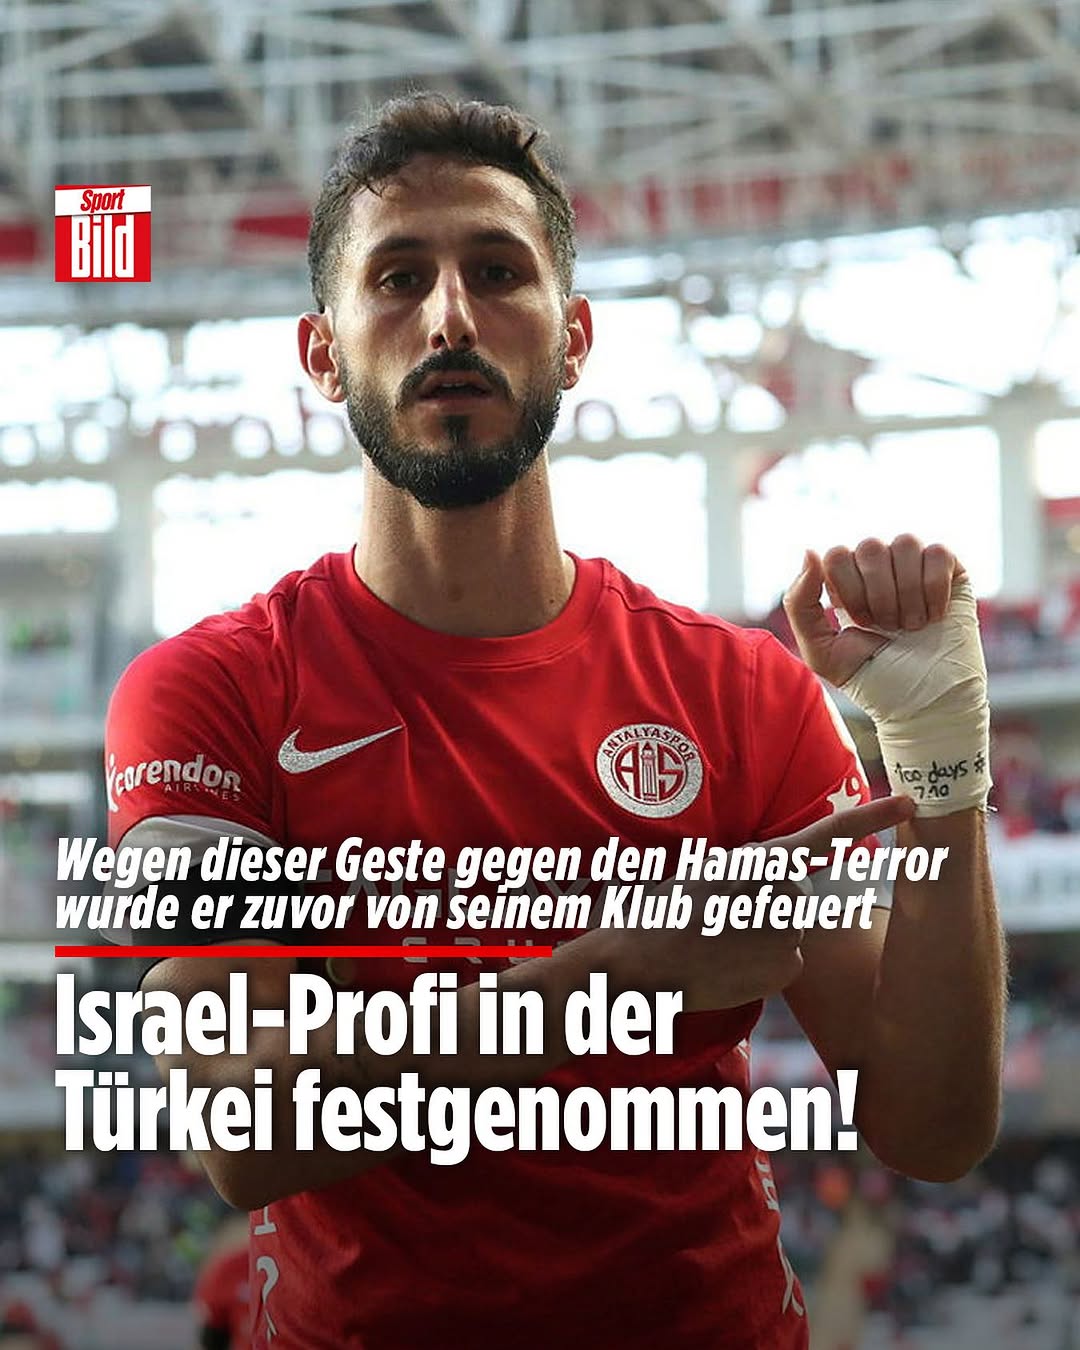 Sport
Bild
corendon
AIRLINES
ANTALYASPOR
100 days
7.10
Wegen dieser Geste gegen den Hamas-Terror
wurde er zuvor von seinem Klub gefeuert
Israel-Profi in der
Türkei festgenommen!